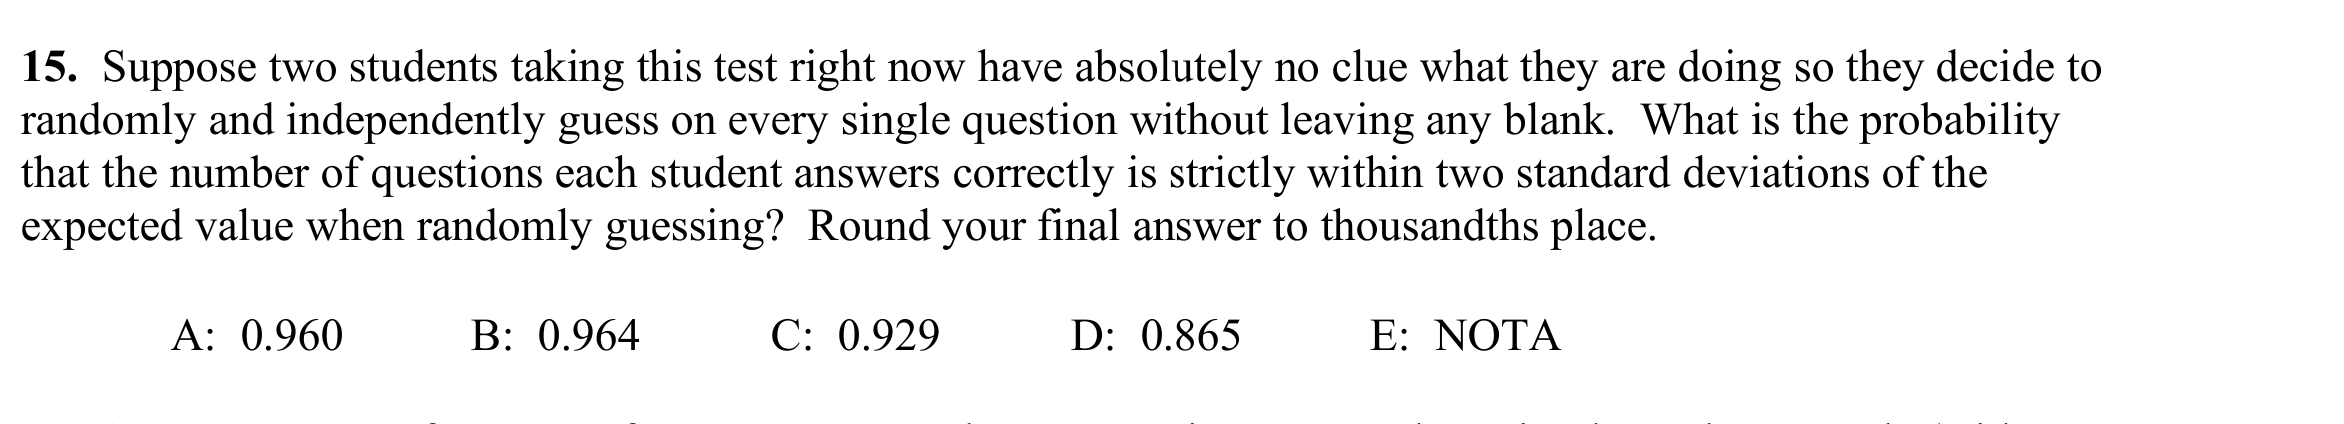 15. Suppose two students taking this test right now have absolutely no clue what they are doing so they decide to
randomly and independently guess on every single question without leaving any blank. What is the probability
that the number of questions each student answers correctly is strictly within two standard deviations of the
expected value when randomly guessing? Round your final answer to thousandths place.
A: 0.960 B: 0.964 C: 0.929 D: 0.865 E: NOTA